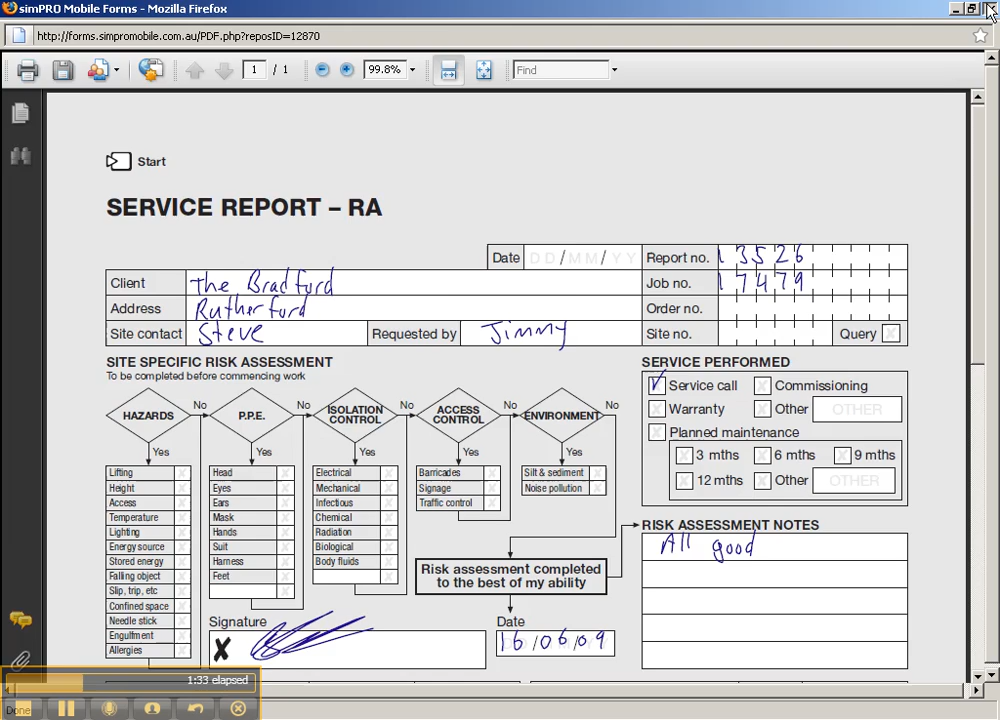 simPRO Mobile Forms - Mozilla Firefox
http://forms.simpromobile.com.au/PDF.php?reposID=12870
1 / 1 99.8% Find
Start
SERVICE REPORT – RA
Date DD/MM/YY Report no. 13526
Client The Bradford Job no. 17479
Address Rutherford Order no.
Site contact Steve Requested by Jimmy Site no. Query
SITE SPECIFIC RISK ASSESSMENT
To be completed before commencing work
HAZARDS No P.P.E. No ISOLATION CONTROL No ACCESS CONTROL No ENVIRONMENT No
Yes Yes Yes Yes Yes
Lifting Head Electrical Barricades Silt & sediment
Height Eyes Mechanical Signage Noise pollution
Access Ears Infectious Traffic control
Temperature Mask Chemical
Lighting Hands Radiation
Energy source Suit Biological
Stored energy Harness Body fluids
Falling object Feet
Slip, trip, etc
Confined space
Needle stick
Engulfment
Allergies
Risk assessment completed
to the best of my ability
Signature
X
Date
16/06/09
SERVICE PERFORMED
Service call Commissioning
Warranty Other OTHER
Planned maintenance
3 mths 6 mths 9 mths
12 mths Other OTHER
RISK ASSESSMENT NOTES
All good
1:33 elapsed
Done